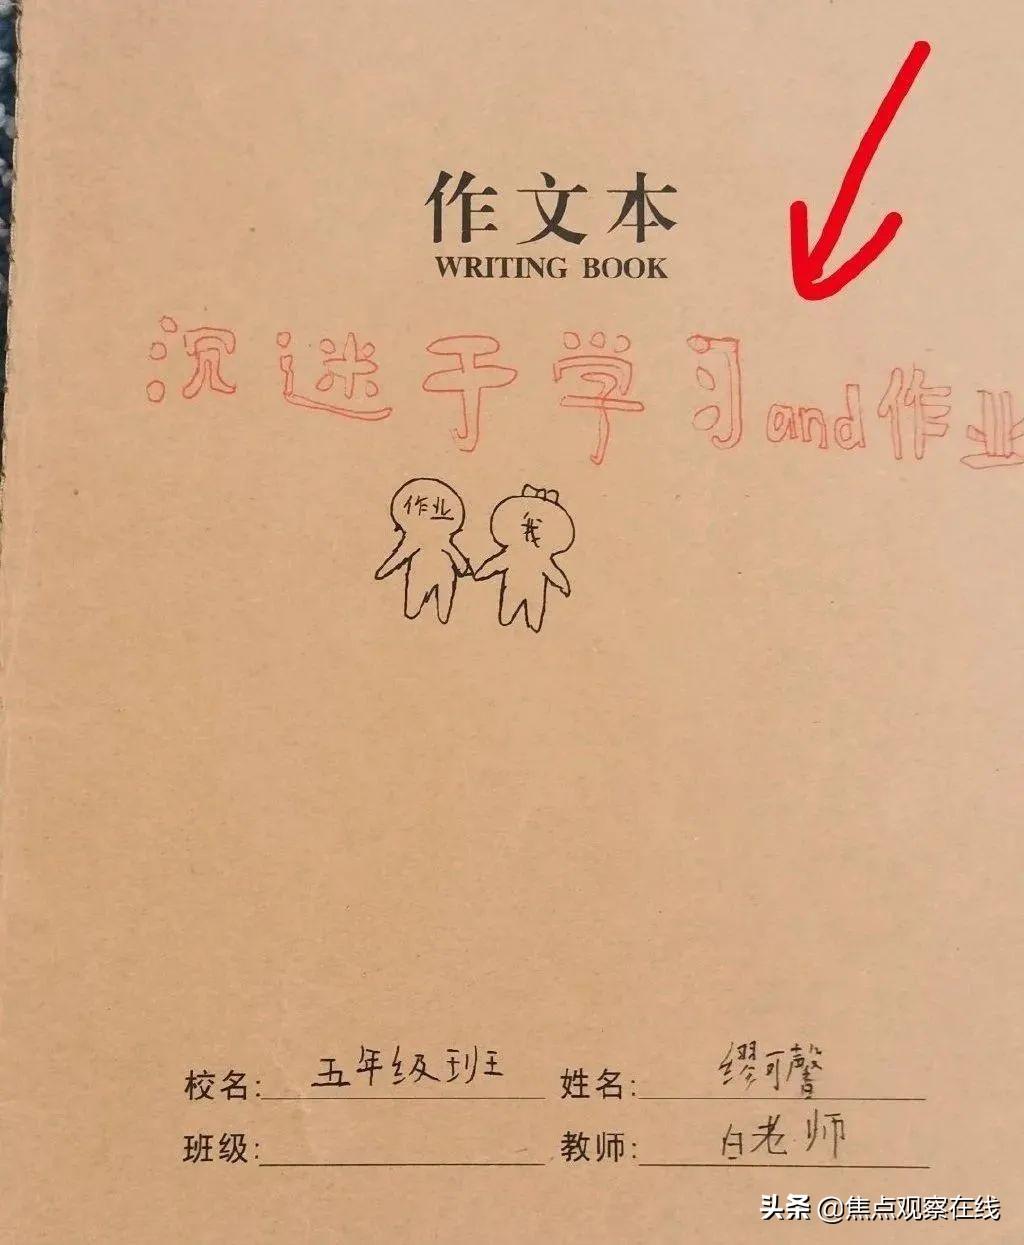 作文本
WRITING BOOK
沉迷于学习and作业
作业 我
校名: 五年级班 姓名: 缪可馨
班级: 教师: 白老师
头条 @焦点观察在线